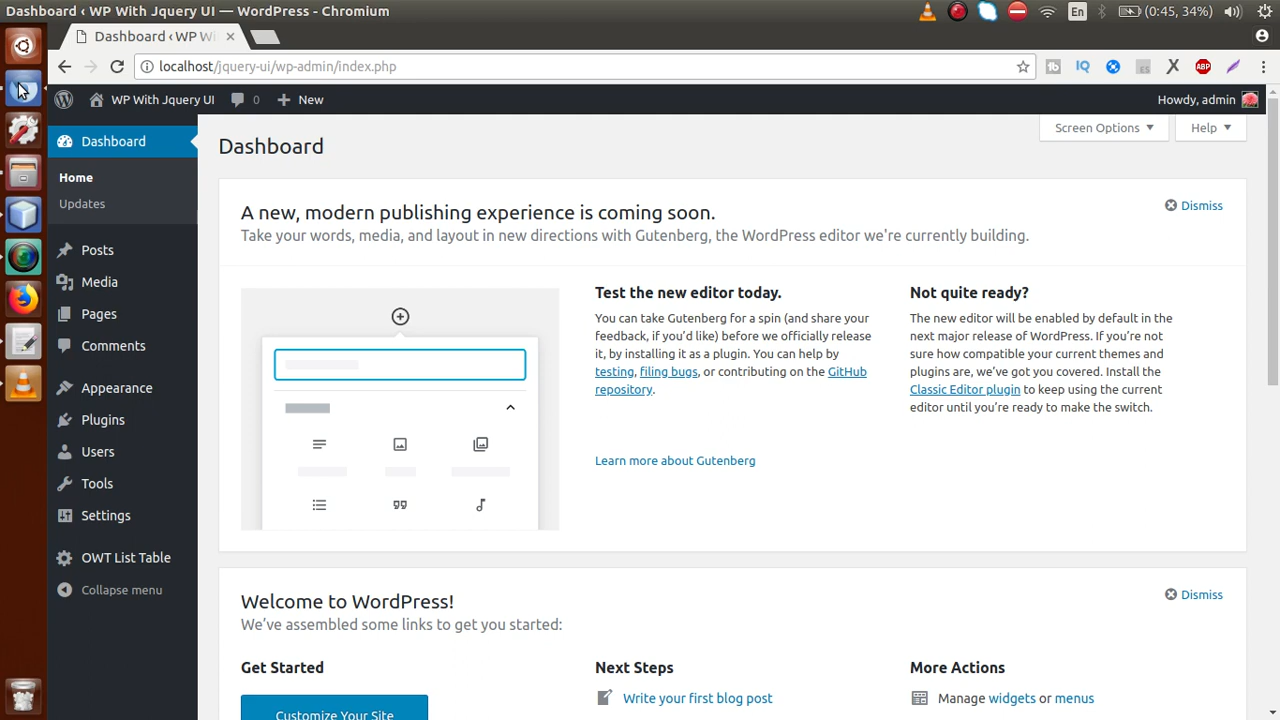 Dashboard ‹ WP With Jquery UI — WordPress - Chromium
En
(0:45, 34%)
Dashboard ‹ WP Wi
localhost/jquery-ui/wp-admin/index.php
IQ
ABP
WP With Jquery UI
0
New
Howdy, admin
Dashboard
Home
Updates
Posts
Media
Pages
Comments
Appearance
Plugins
Users
Tools
Settings
OWT List Table
Collapse menu
Screen Options
Help
Dashboard
A new, modern publishing experience is coming soon.
Take your words, media, and layout in new directions with Gutenberg, the WordPress editor we're currently building.
Dismiss
Test the new editor today.
You can take Gutenberg for a spin (and share your
feedback, if you'd like) before we officially release
it, by installing it as a plugin. You can help by
testing, filing bugs, or contributing on the GitHub
repository.
Learn more about Gutenberg
Not quite ready?
The new editor will be enabled by default in the
next major release of WordPress. If you're not
sure how compatible your current themes and
plugins are, we've got you covered. Install the
Classic Editor plugin to keep using the current
editor until you're ready to make the switch.
Welcome to WordPress!
We've assembled some links to get you started:
Dismiss
Get Started
Customize Your Site
Next Steps
Write your first blog post
More Actions
Manage widgets or menus